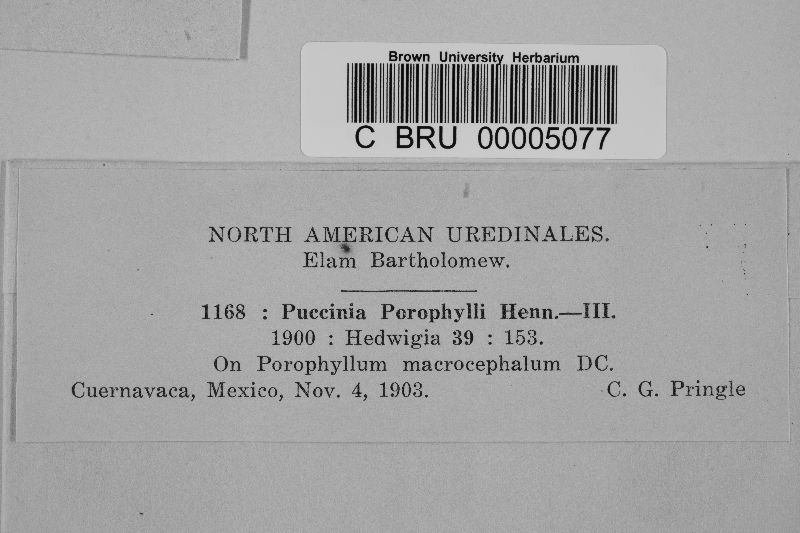 Brown University Herbarium
C BRU 00005077
NORTH AMERICAN UREDINALES.
Elam Bartholomew.
1168 : Puccinia Porophylli Henn.—III.
1900 : Hedwigia 39 : 153.
On Porophyllum macrocephalum DC.
Cuernavaca, Mexico, Nov. 4, 1903. C. G. Pringle